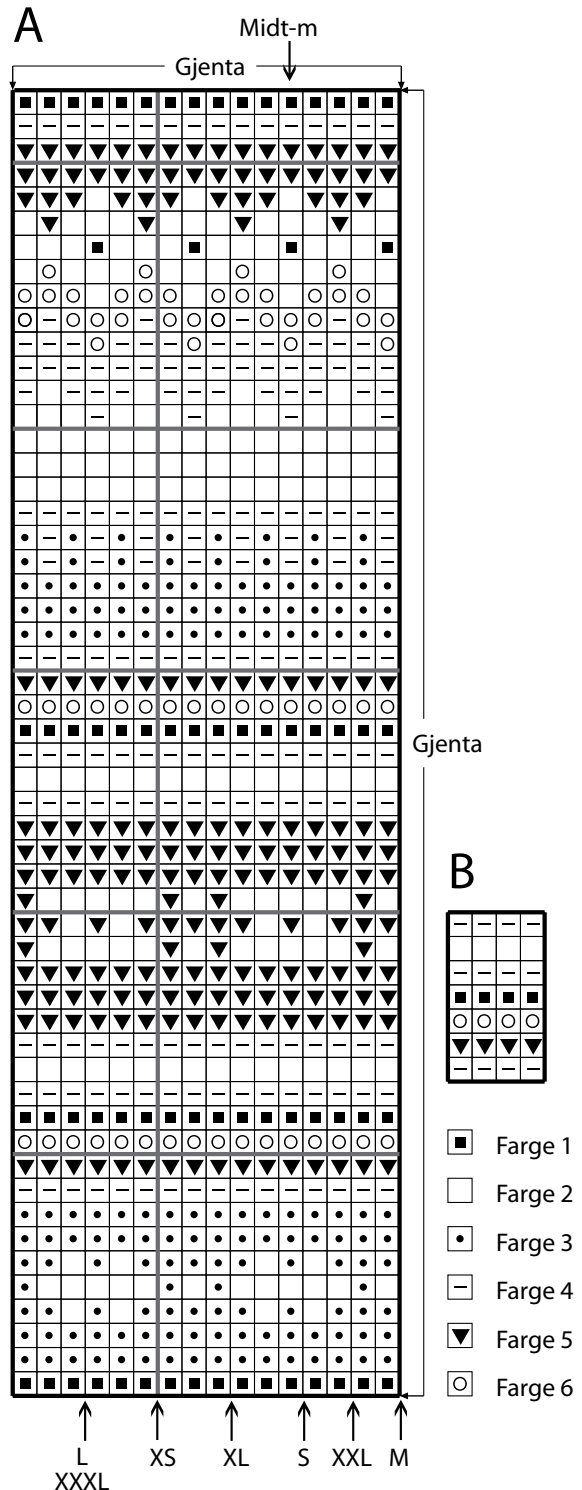 A
Midt-m
Gjenta
Gjenta
B
Farge 1
Farge 2
Farge 3
Farge 4
Farge 5
Farge 6
L XS XL S XXL M
XXXL